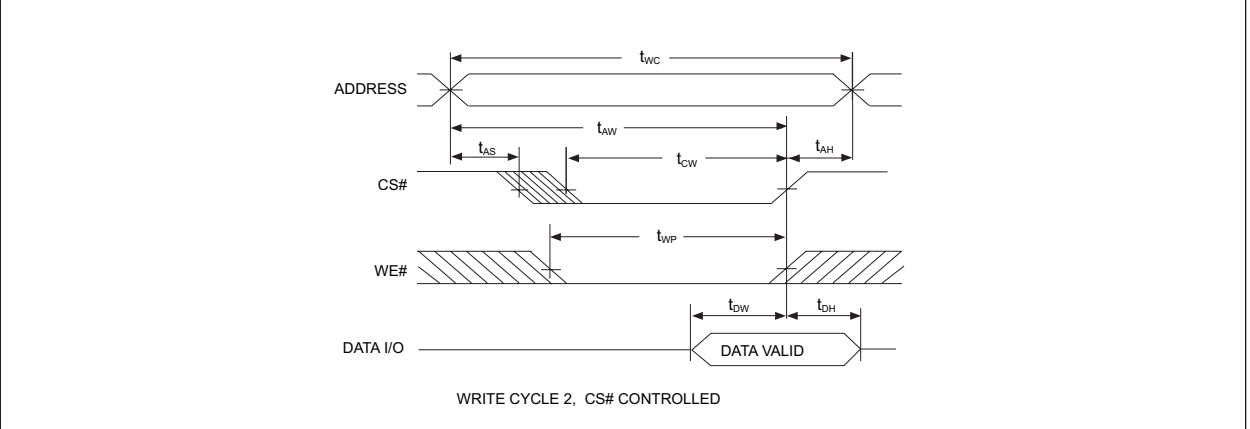 tWC
ADDRESS
tAW
tAS
tCW
tAH
CS#
tWP
WE#
tDW
tDH
DATA I/O
DATA VALID
WRITE CYCLE 2, CS# CONTROLLED